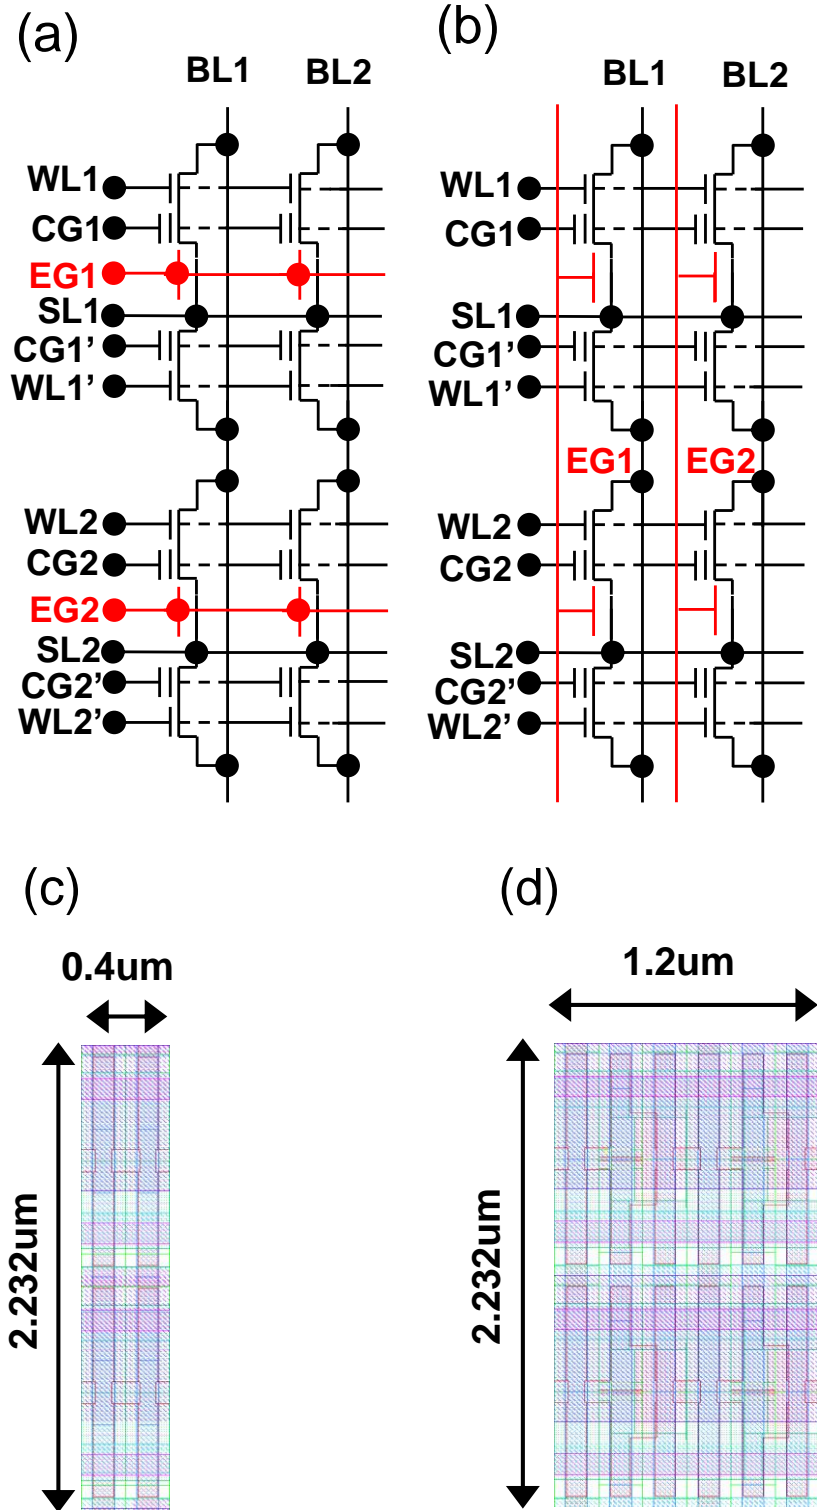 (a)
BL1 BL2
WL1
CG1
EG1
SL1
CG1’
WL1’
WL2
CG2
EG2
SL2
CG2’
WL2’
(b)
BL1 BL2
WL1
CG1
SL1
CG1’
WL1’
EG1 EG2
WL2
CG2
SL2
CG2’
WL2’
(c)
0.4um
2.232um
(d)
1.2um
2.232um